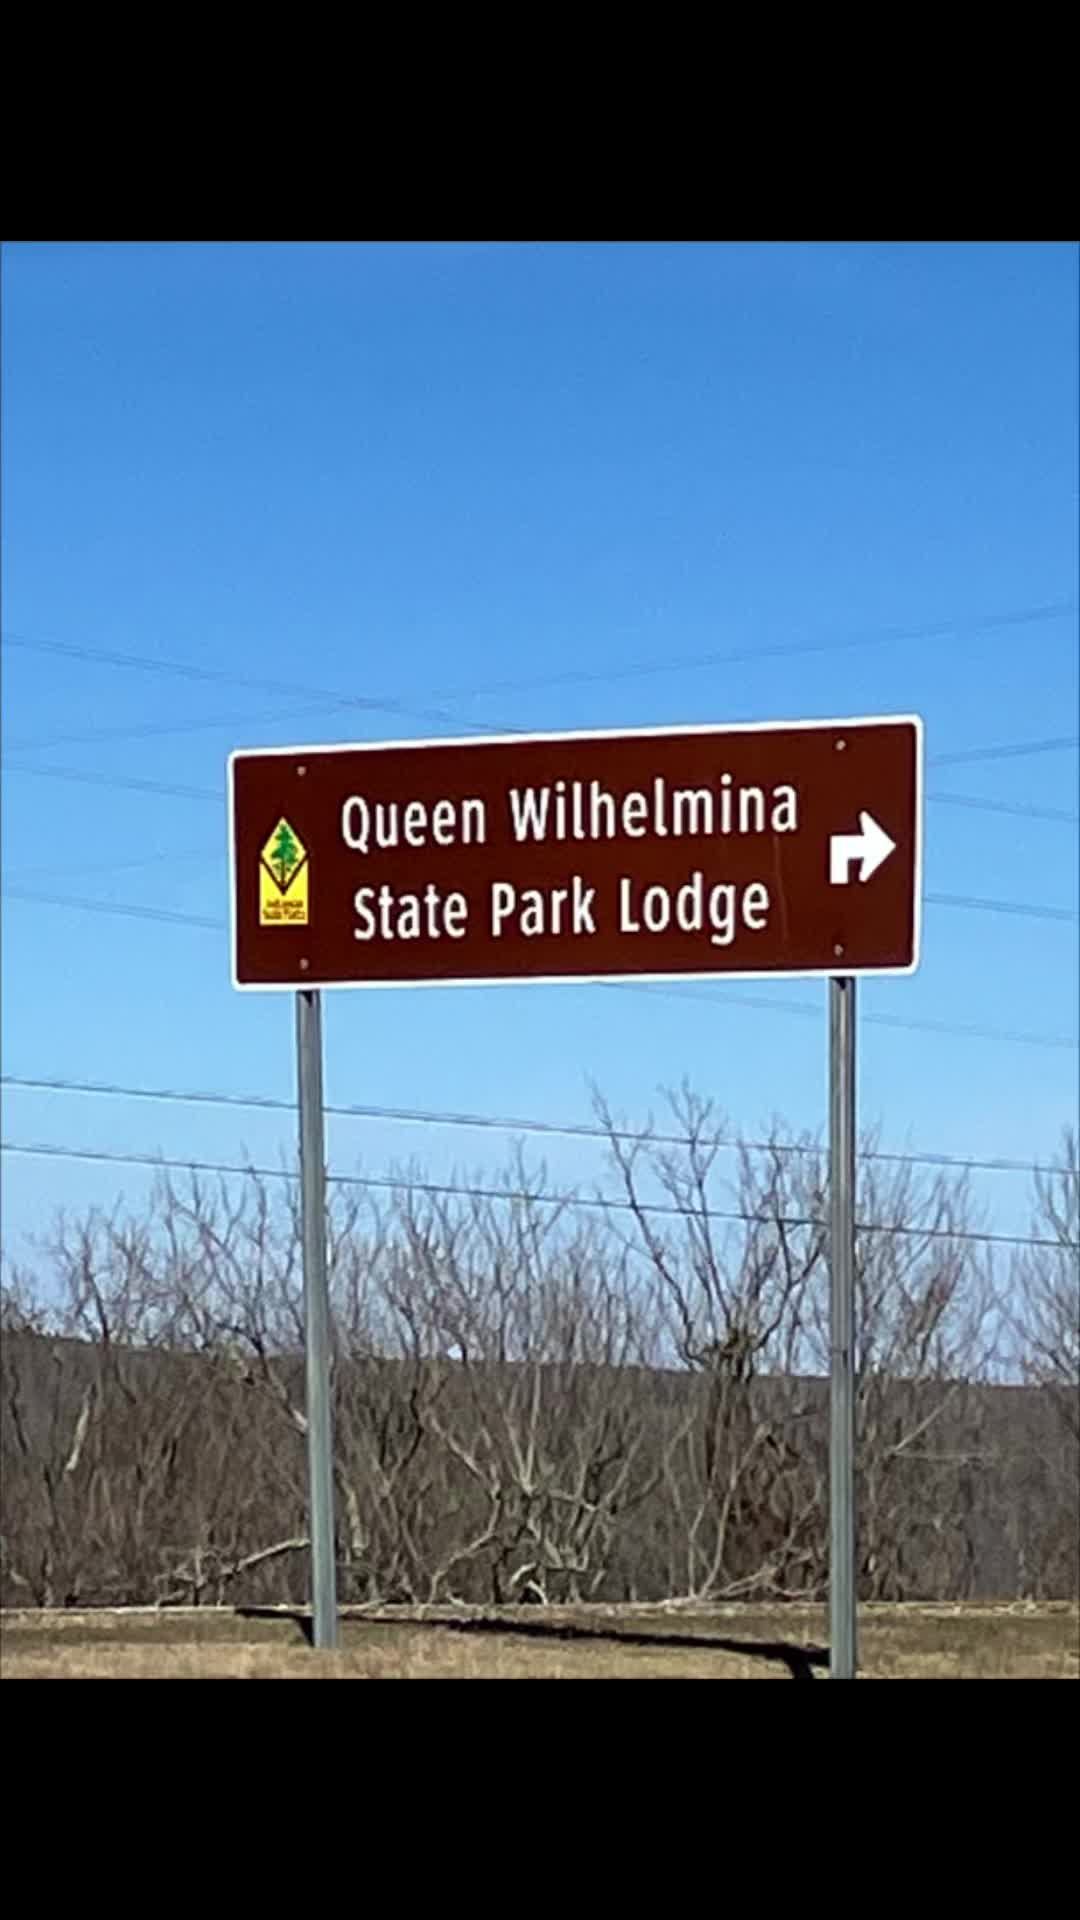 Queen Wilhelmina
State Park Lodge